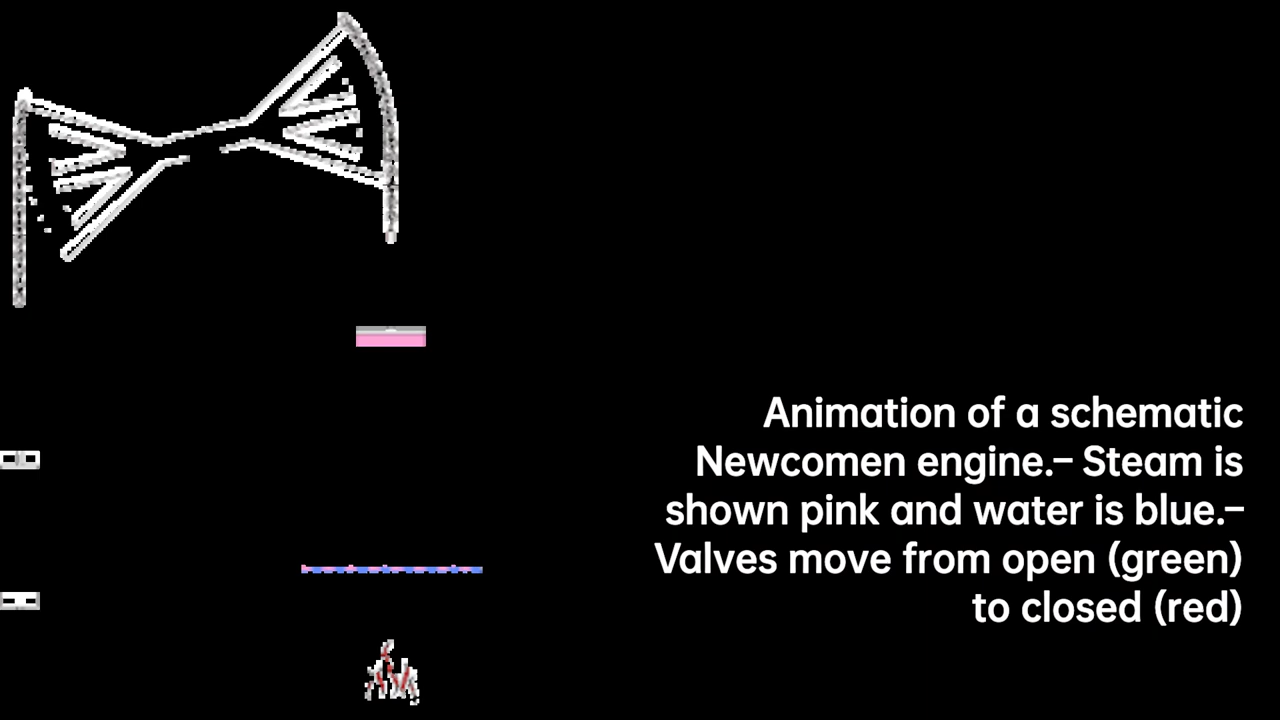 Animation of a schematic
Newcomen engine.– Steam is
shown pink and water is blue.–
Valves move from open (green)
to closed (red)